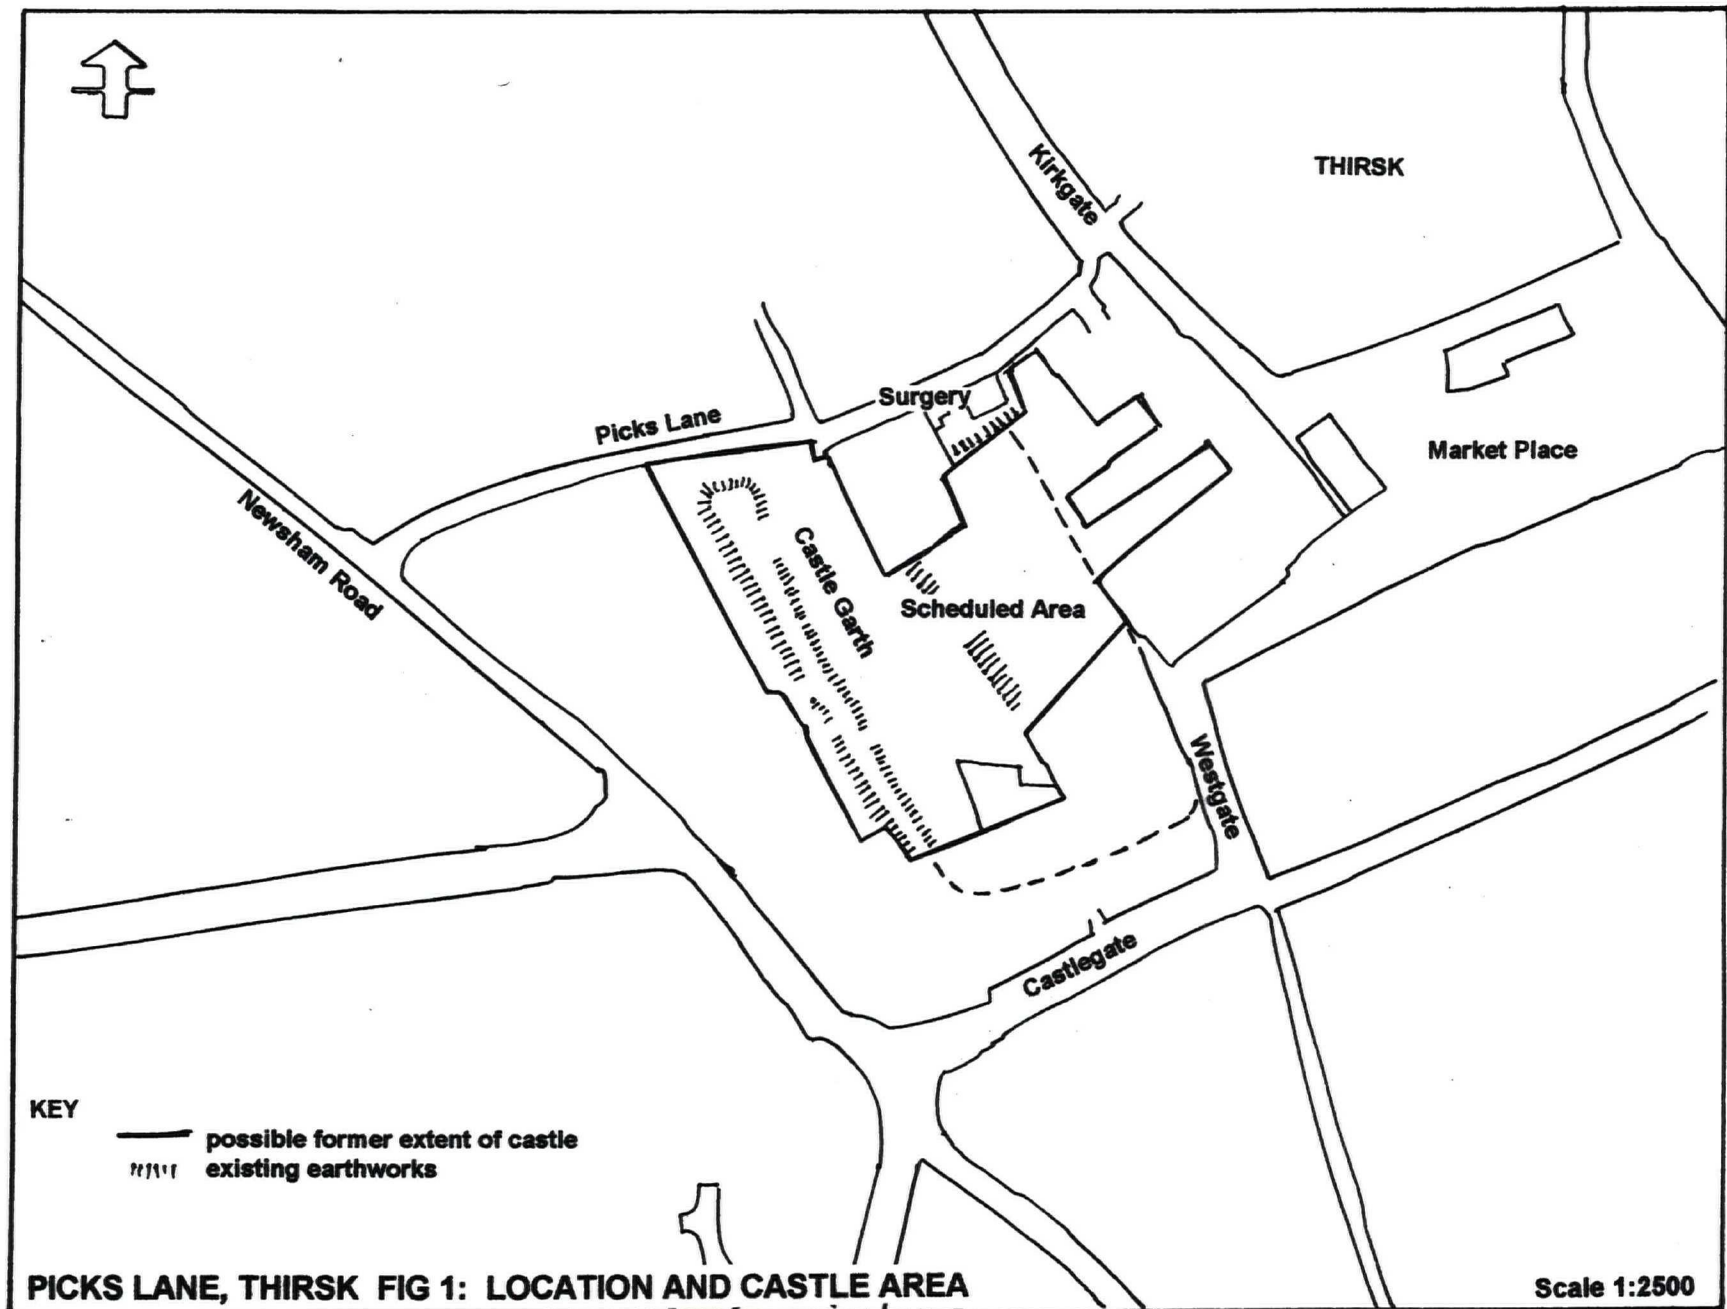 THIRSK
Kirkgate
Surgery
Picks Lane
Market Place
Newsham Road
Castle Garth
Scheduled Area
Westgate
Castlegate
KEY
possible former extent of castle
existing earthworks
PICKS LANE, THIRSK FIG 1: LOCATION AND CASTLE AREA
Scale 1:2500